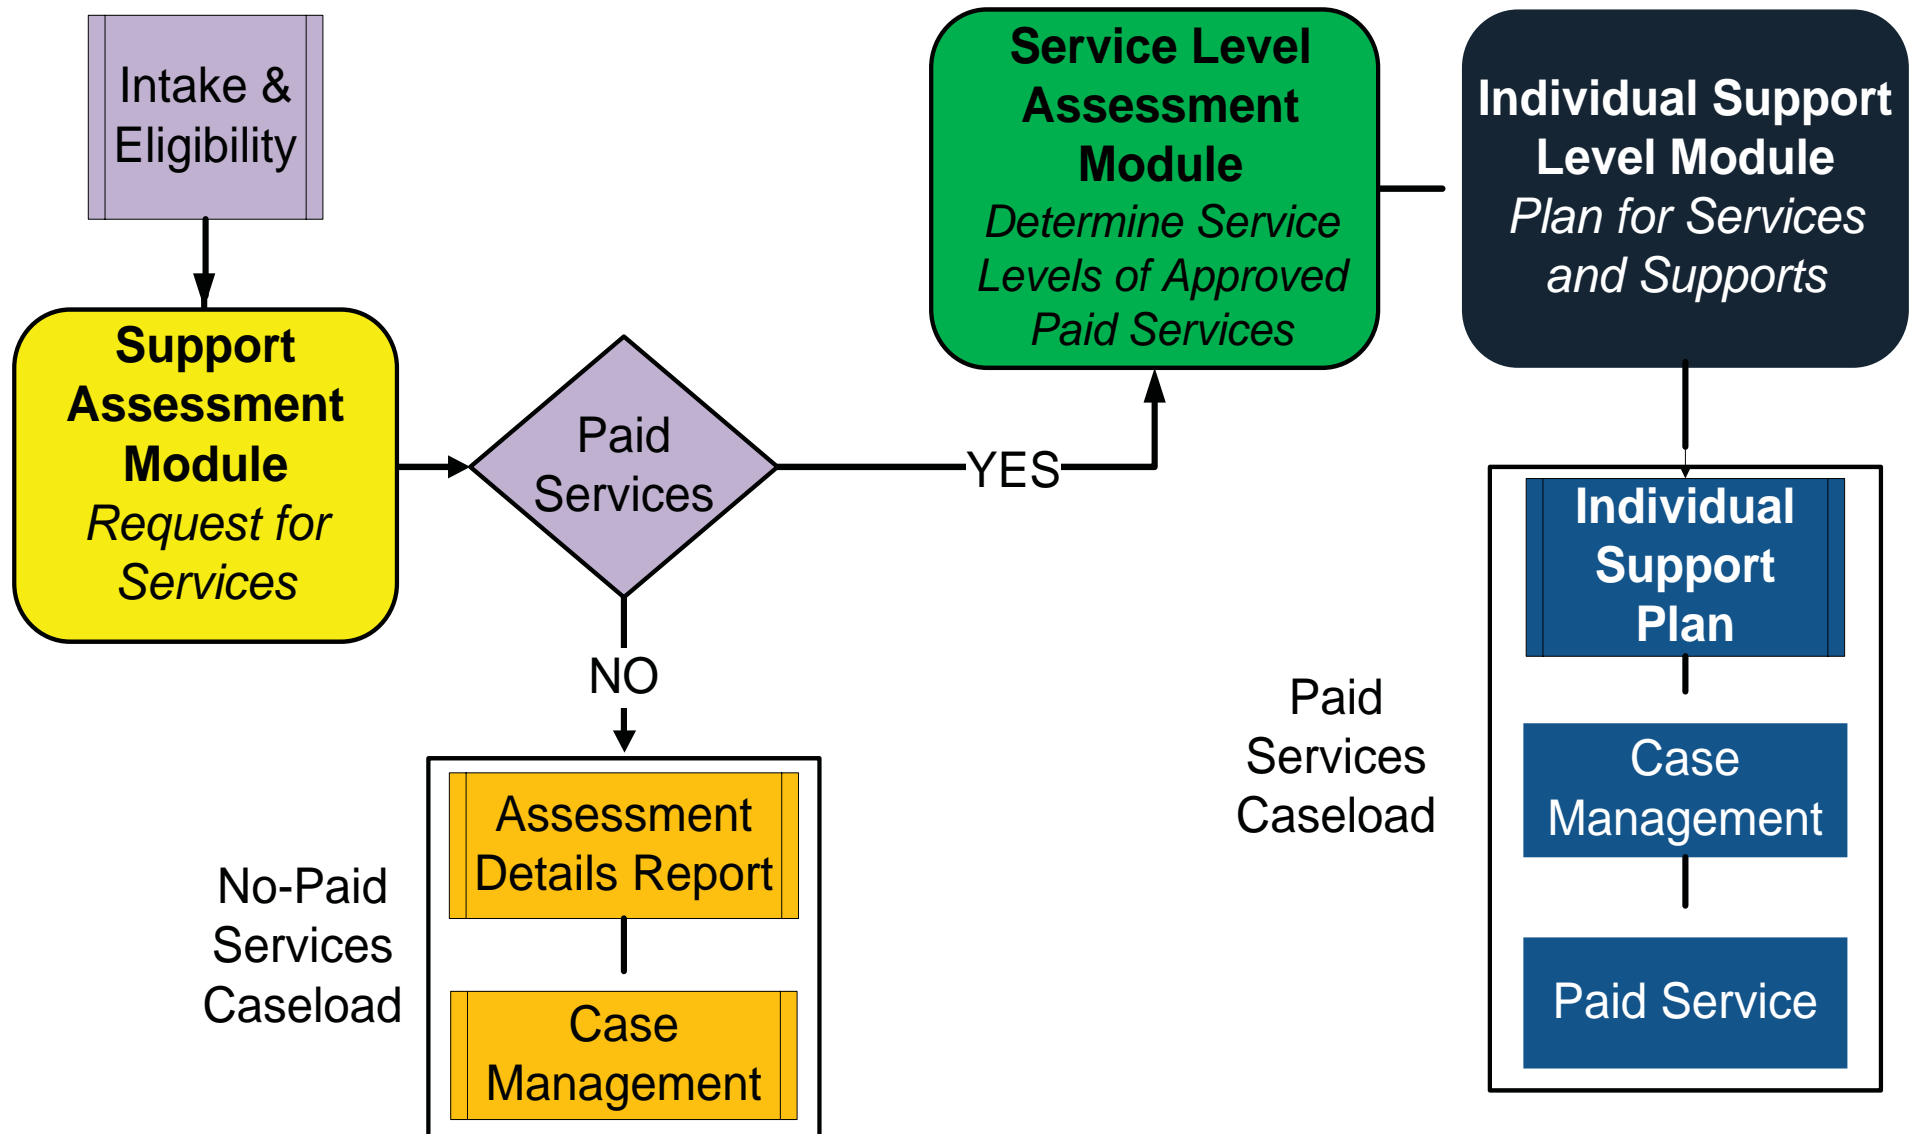 Intake &
Eligibility
Support
Assessment
Module
Request for
Services
Paid
Services
YES
NO
Service Level
Assessment
Module
Determine Service
Levels of Approved
Paid Services
Individual Support
Level Module
Plan for Services
and Supports
No-Paid
Services
Caseload
Assessment
Details Report
Case
Management
Paid
Services
Caseload
Individual
Support
Plan
Case
Management
Paid Service